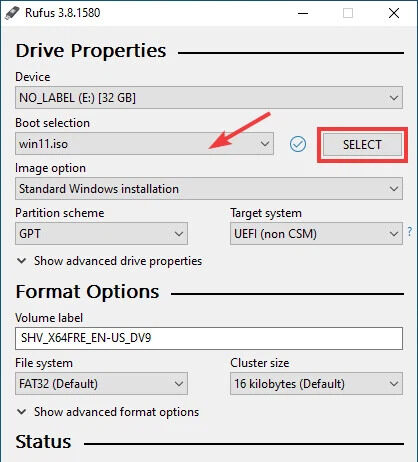 Rufus 3.8.1580
Drive Properties
Device
NO_LABEL (E:) [32 GB]
Boot selection
win11.iso
SELECT
Image option
Standard Windows installation
Partition scheme
Target system
GPT
UEFI (non CSM)
?
Show advanced drive properties
Format Options
Volume label
SHV_X64FRE_EN-US_DV9
File system
Cluster size
FAT32 (Default)
16 kilobytes (Default)
Show advanced format options
Status